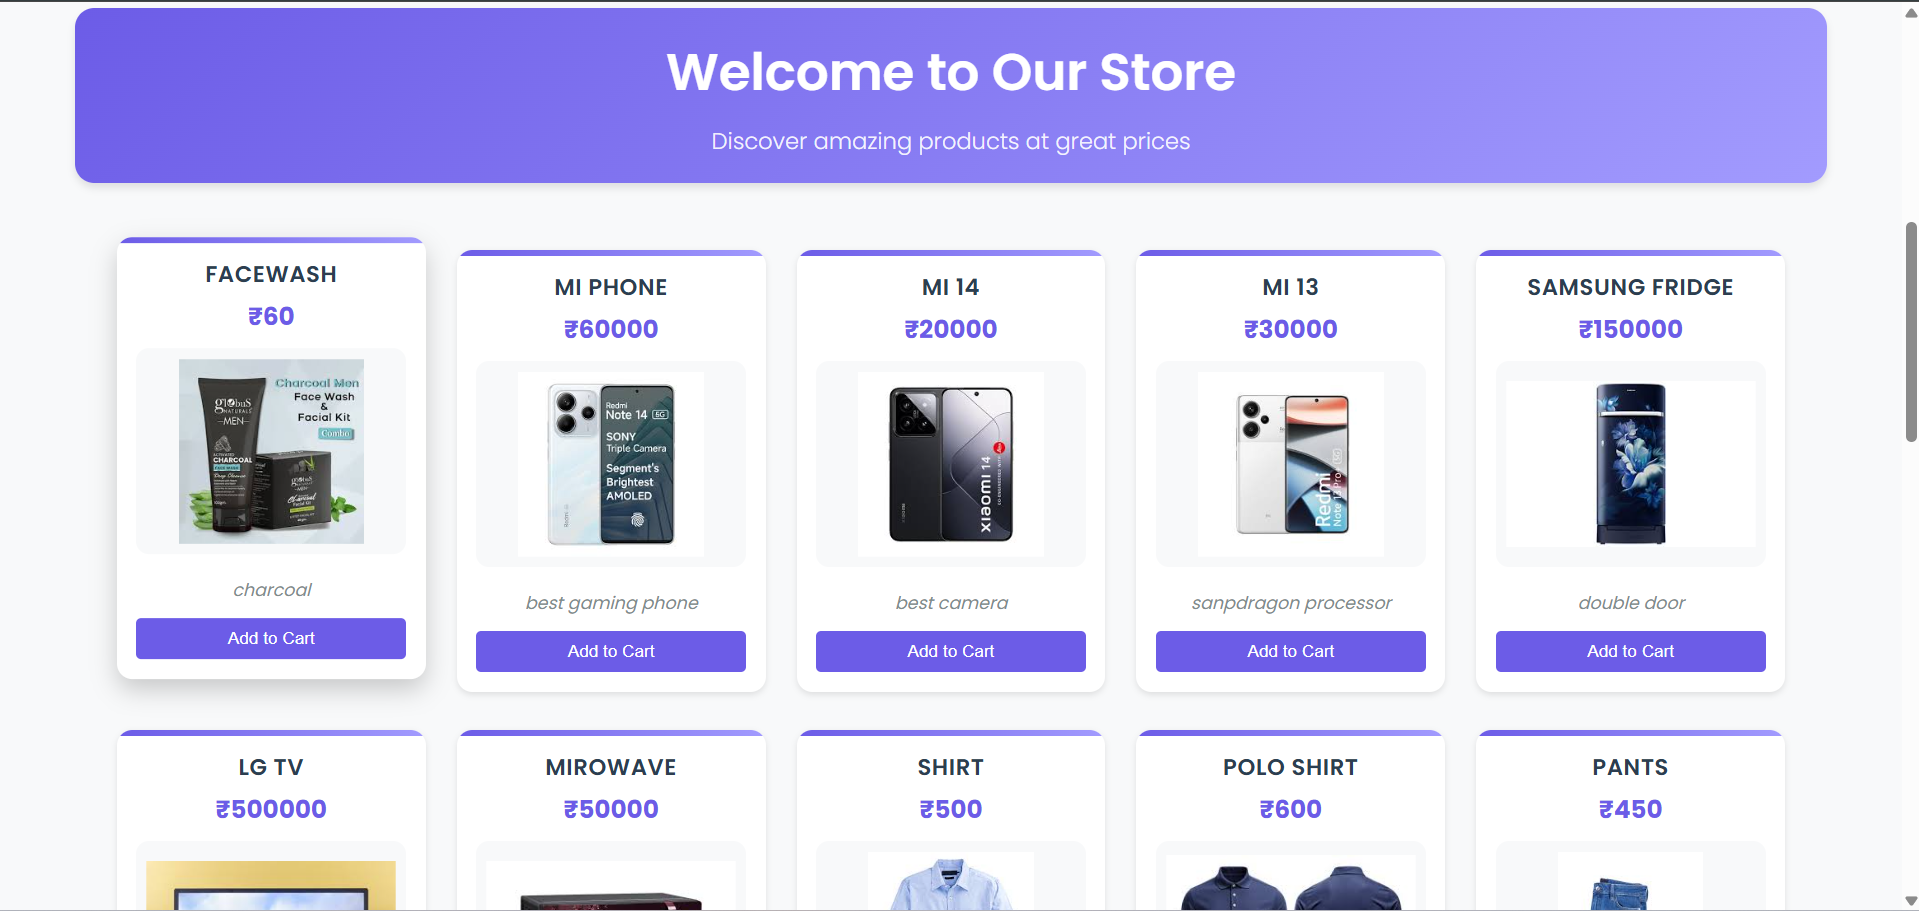 Welcome to Our Store
Discover amazing products at great prices
FACEWASH
₹60
Charcoal Men
Face Wash
&
Facial Kit
Combo
globus
NATURALS
MEN
CHARCOAL
FACE WASH
charcoal
Add to Cart
MI PHONE
₹60000
Redmi
Note 14 5G
SONY
Triple Camera
Segment's
Brightest
AMOLED
best gaming phone
Add to Cart
MI 14
₹20000
xiaomi 14
best camera
Add to Cart
MI 13
₹30000
Redmi
Note 13 Pro+
sanpdragon processor
Add to Cart
SAMSUNG FRIDGE
₹150000
double door
Add to Cart
LG TV
₹500000
MIROWAVE
₹50000
SHIRT
₹500
POLO SHIRT
₹600
PANTS
₹450